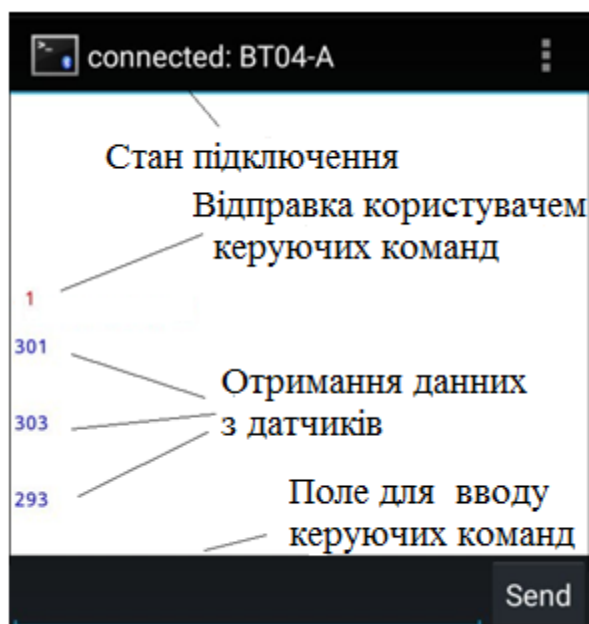 connected: BT04-A
Стан підключення
Відправка користувачем
керуючих команд
1
301
Отримання данних
303
з датчиків
293
Поле для вводу
керуючих команд
Send